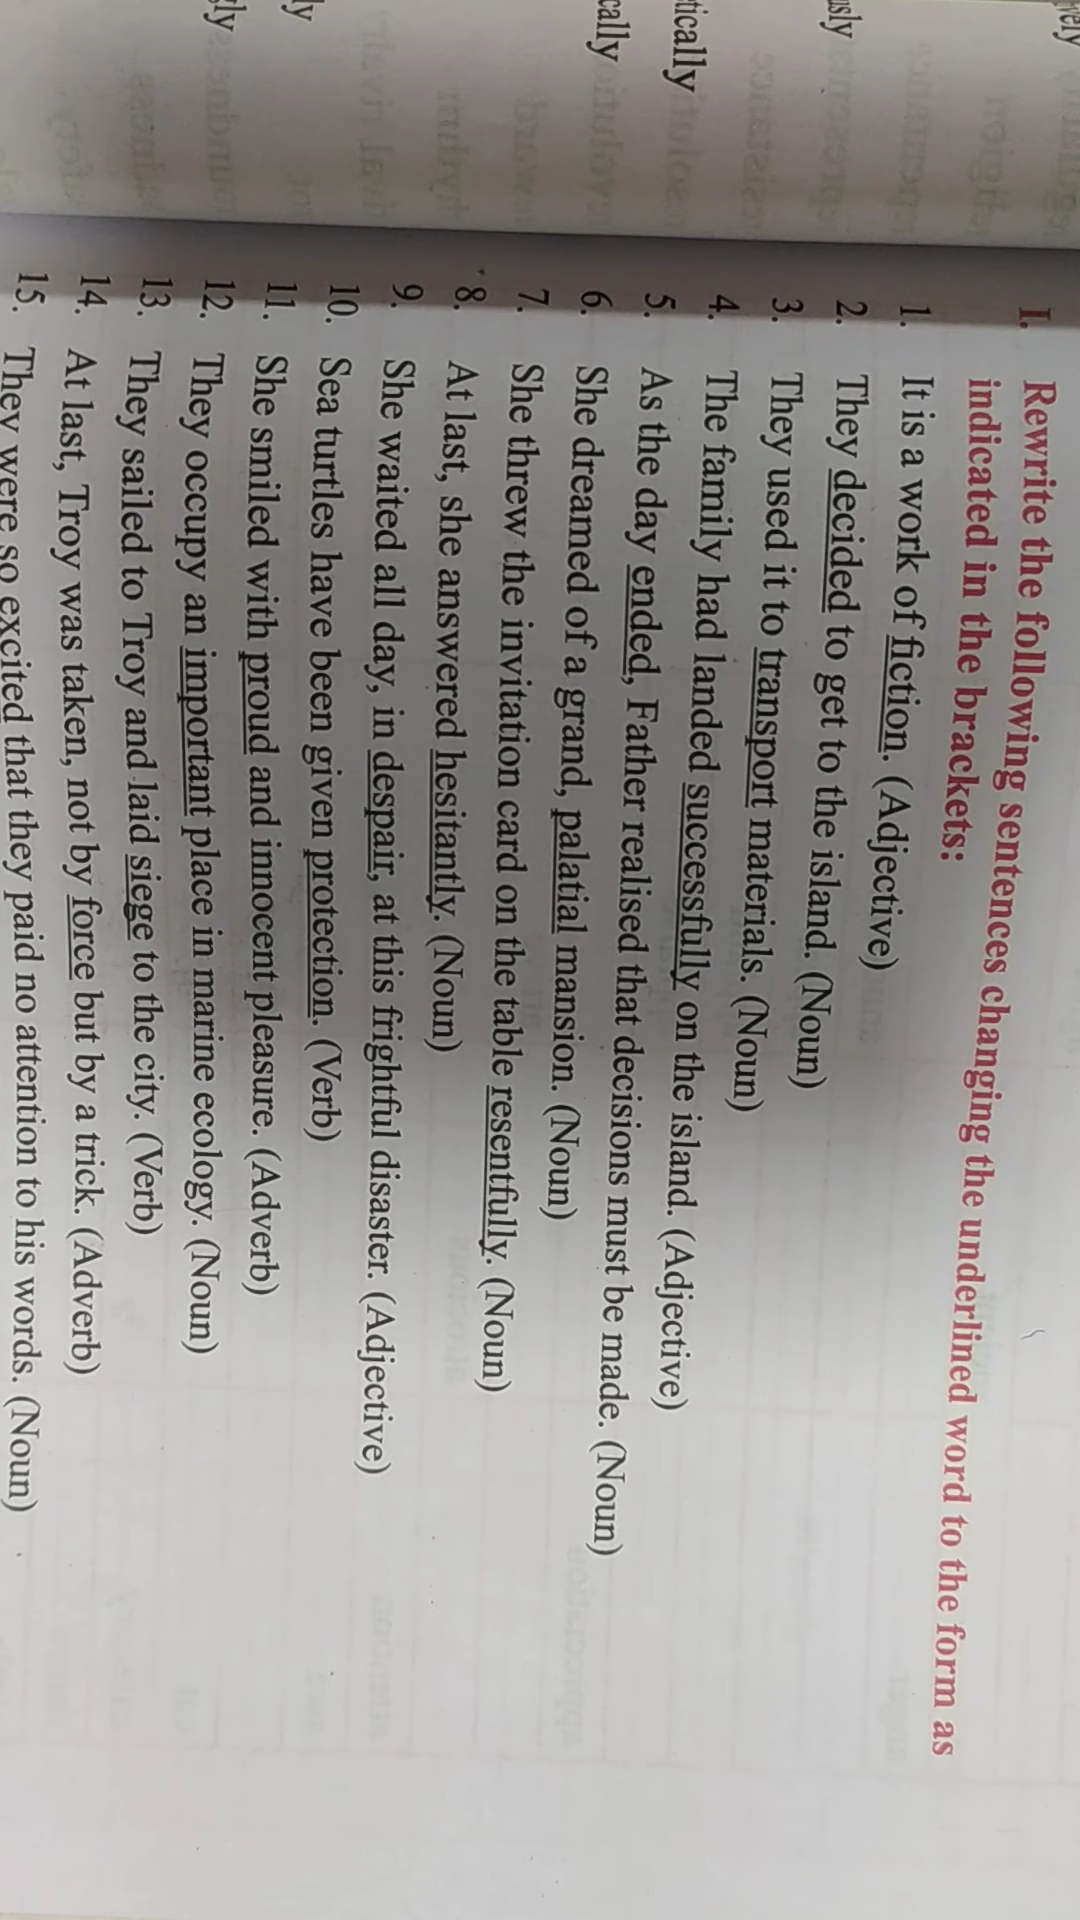 vely
usly
tically
cally
ly
gly
I. Rewrite the following sentences changing the underlined word to the form as
indicated in the brackets:
1. It is a work of fiction. (Adjective)
2. They decided to get to the island. (Noun)
3. They used it to transport materials. (Noun)
4. The family had landed successfully on the island. (Adjective)
5. As the day ended, Father realised that decisions must be made. (Noun)
6. She dreamed of a grand, palatial mansion. (Noun)
7. She threw the invitation card on the table resentfully. (Noun)
8. At last, she answered hesitantly. (Noun)
9. She waited all day, in despair, at this frightful disaster. (Adjective)
10. Sea turtles have been given protection. (Verb)
11. She smiled with proud and innocent pleasure. (Adverb)
12. They occupy an important place in marine ecology. (Noun)
13. They sailed to Troy and laid siege to the city. (Verb)
14. At last, Troy was taken, not by force but by a trick. (Adverb)
15. They were so excited that they paid no attention to his words. (Noun)